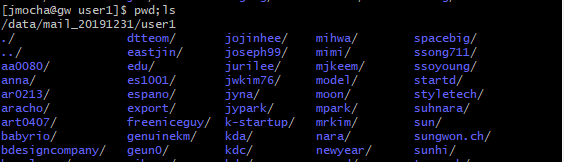 [jmocha@gw user1]$ pwd;ls
/data/mail_20191231/user1
./ dtteom/ jojinhee/ mihwa/ spacebig/
../ eastjin/ joseph99/ mimi/ ssong711/
aa0080/ edu/ jurilee/ mjkeem/ ssoyoung/
anna/ es1001/ jwkim76/ model/ startd/
ar0213/ espano/ jyna/ moon/ styletech/
aracho/ export/ jypark/ mpark/ suhnara/
art0407/ freeniceguy/ k-startup/ mrkim/ sun/
babyrio/ genuinekm/ kda/ nara/ sungwon.ch/
bdesigncompany/ geun0/ kdc/ newyear/ sunhi/